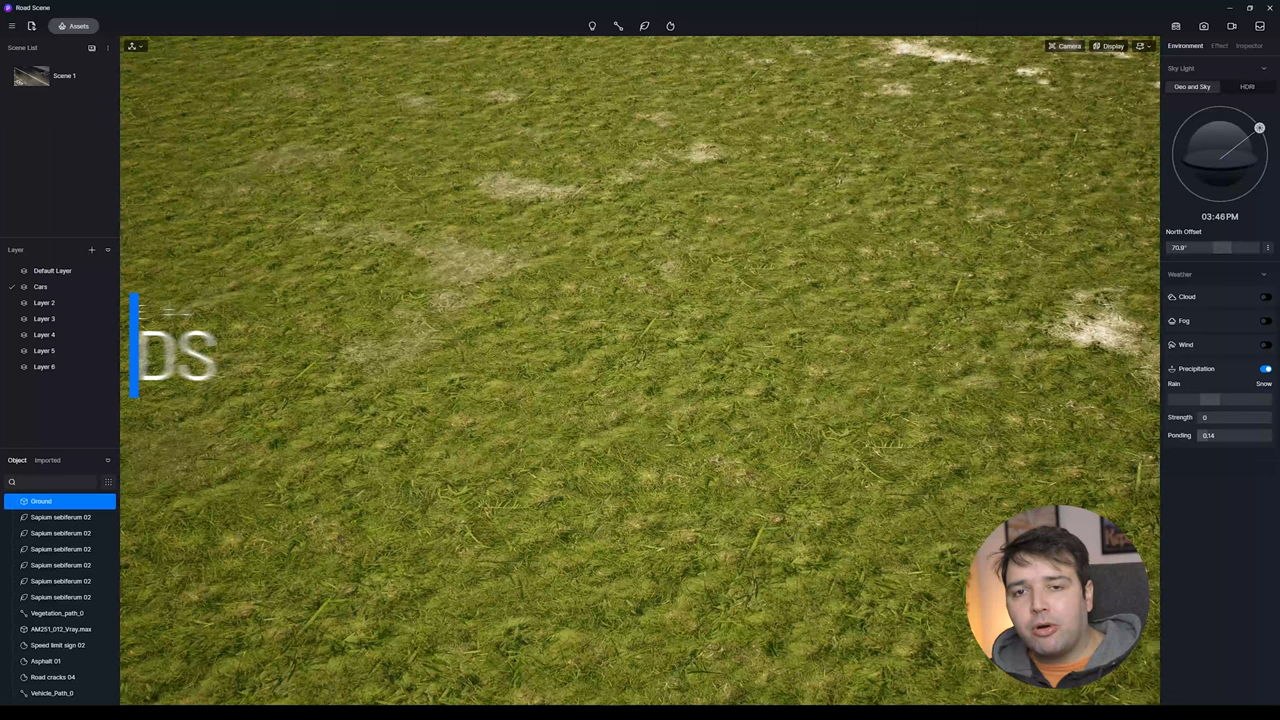 Road Scene
Assets
Scene List
Scene 1
Layer
Default Layer
Cars
Layer 2
Layer 3
Layer 4
Layer 5
Layer 6
Object Imported
Ground
Sapium sebiferum 02
Sapium sebiferum 02
Sapium sebiferum 02
Sapium sebiferum 02
Sapium sebiferum 02
Sapium sebiferum 02
Vegetation_path_0
AM251_012_Vray.max
Speed limit sign 02
Asphalt 01
Road cracks 04
Vehicle_Path_0
DS
Camera Display
Environment Effect Inspector
Sky Light
Geo and Sky HDRI
03:46 PM
North Offset
70.9°
Weather
Cloud
Fog
Wind
Precipitation
Rain Snow
Strength 0
Ponding 0.14